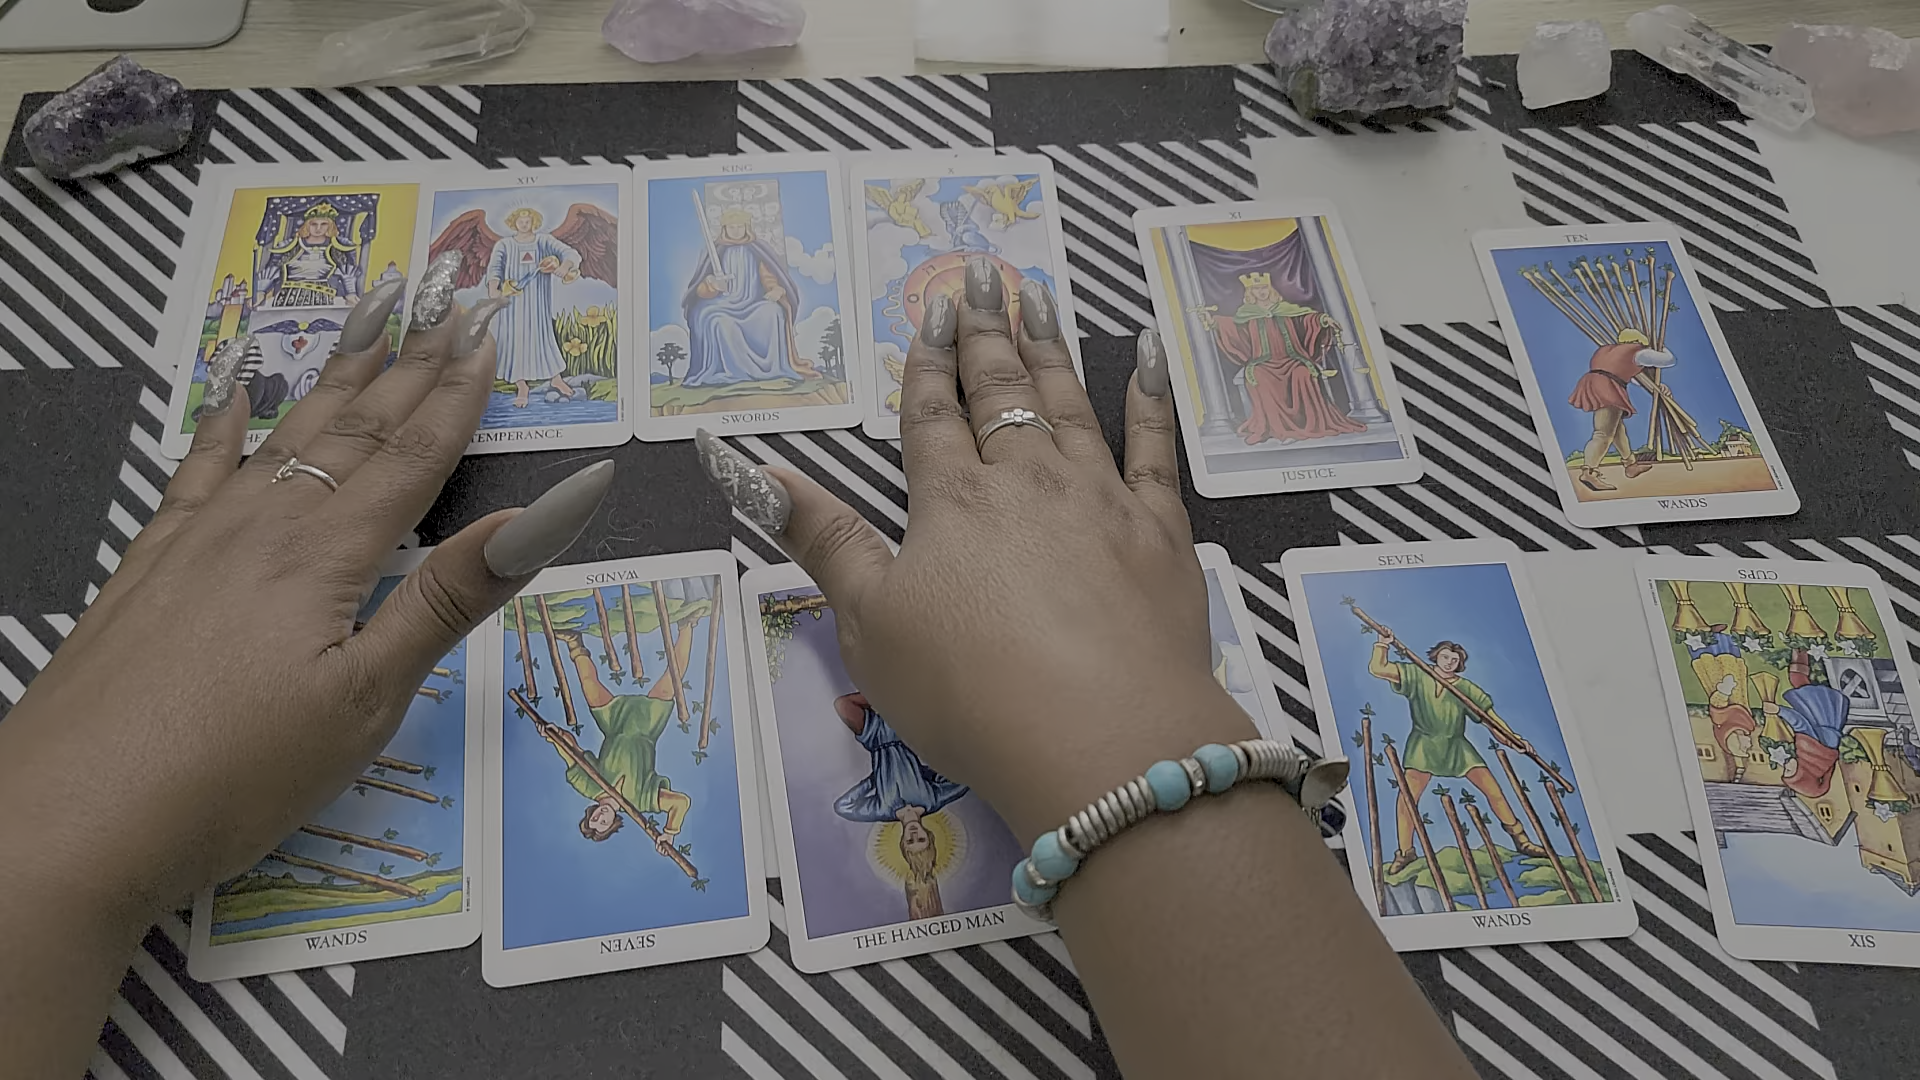 VII
XIV
KING
X
XI
TEN
THE
TEMPERANCE
SWORDS
JUSTICE
WANDS
WANDS
SEVEN
CUPS
WANDS
SEVEN
THE HANGED MAN
WANDS
SIX